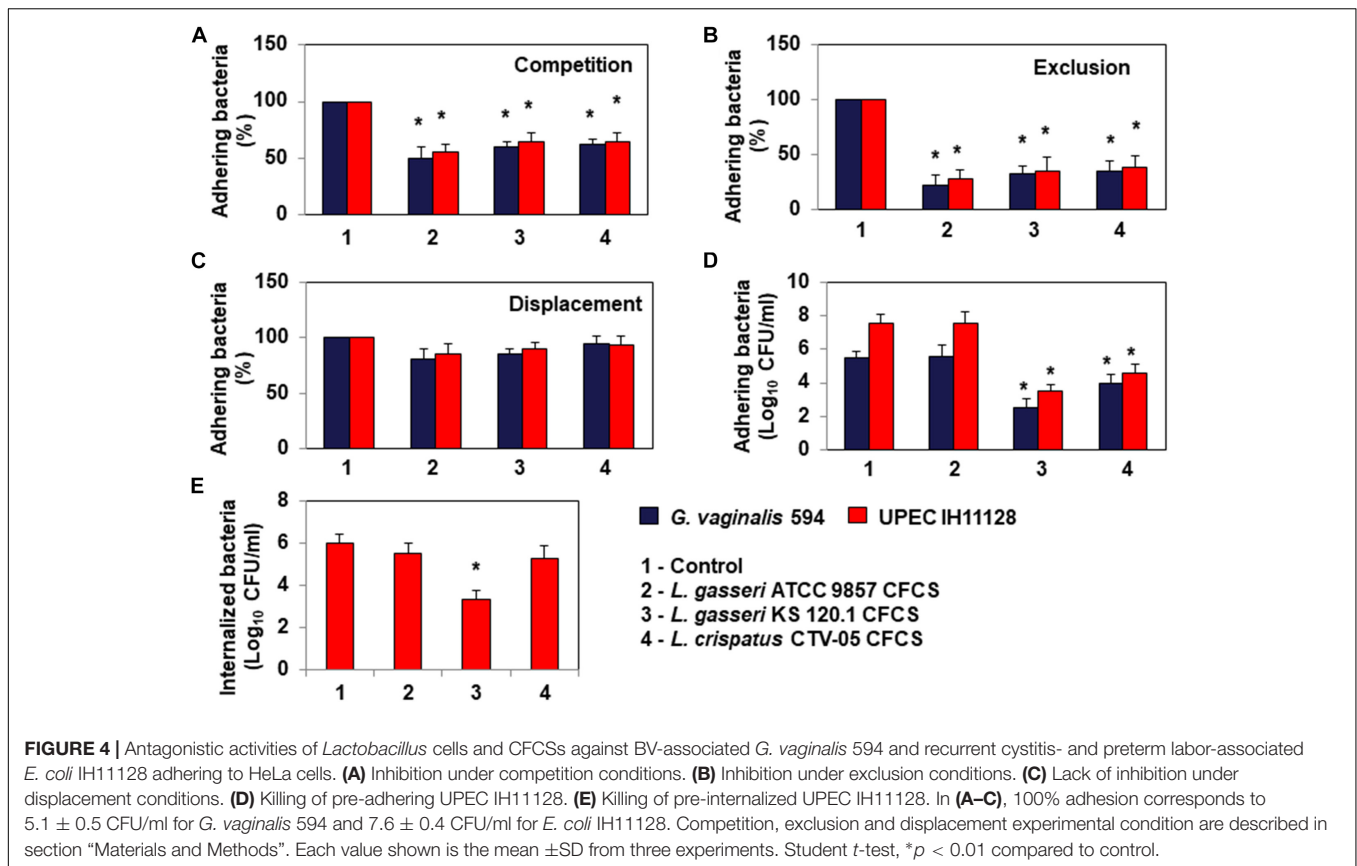 A
150
100
50
0
Adhering bacteria
(%)
Competition
* * * * * *
1 2 3 4
B
150
100
50
0
Adhering bacteria
(%)
Exclusion
* * * * * *
1 2 3 4
C
150
100
50
0
Adhering bacteria
(%)
Displacement
1 2 3 4
D
10
8
6
4
2
0
Adhering bacteria
(Log10 CFU/ml)
* * * *
1 2 3 4
E
8
6
4
2
0
Internalized bacteria
(Log10 CFU/ml)
*
1 2 3 4
G. vaginalis 594 UPEC IH11128
1 - Control
2 - L. gasseri ATCC 9857 CFCS
3 - L. gasseri KS 120.1 CFCS
4 - L. crispatus CTV-05 CFCS
FIGURE 4 | Antagonistic activities of Lactobacillus cells and CFCSs against BV-associated G. vaginalis 594 and recurrent cystitis- and preterm labor-associated
E. coli IH11128 adhering to HeLa cells. (A) Inhibition under competition conditions. (B) Inhibition under exclusion conditions. (C) Lack of inhibition under
displacement conditions. (D) Killing of pre-adhering UPEC IH11128. (E) Killing of pre-internalized UPEC IH11128. In (A–C), 100% adhesion corresponds to
5.1 ± 0.5 CFU/ml for G. vaginalis 594 and 7.6 ± 0.4 CFU/ml for E. coli IH11128. Competition, exclusion and displacement experimental condition are described in
section “Materials and Methods”. Each value shown is the mean ±SD from three experiments. Student t-test, *p < 0.01 compared to control.